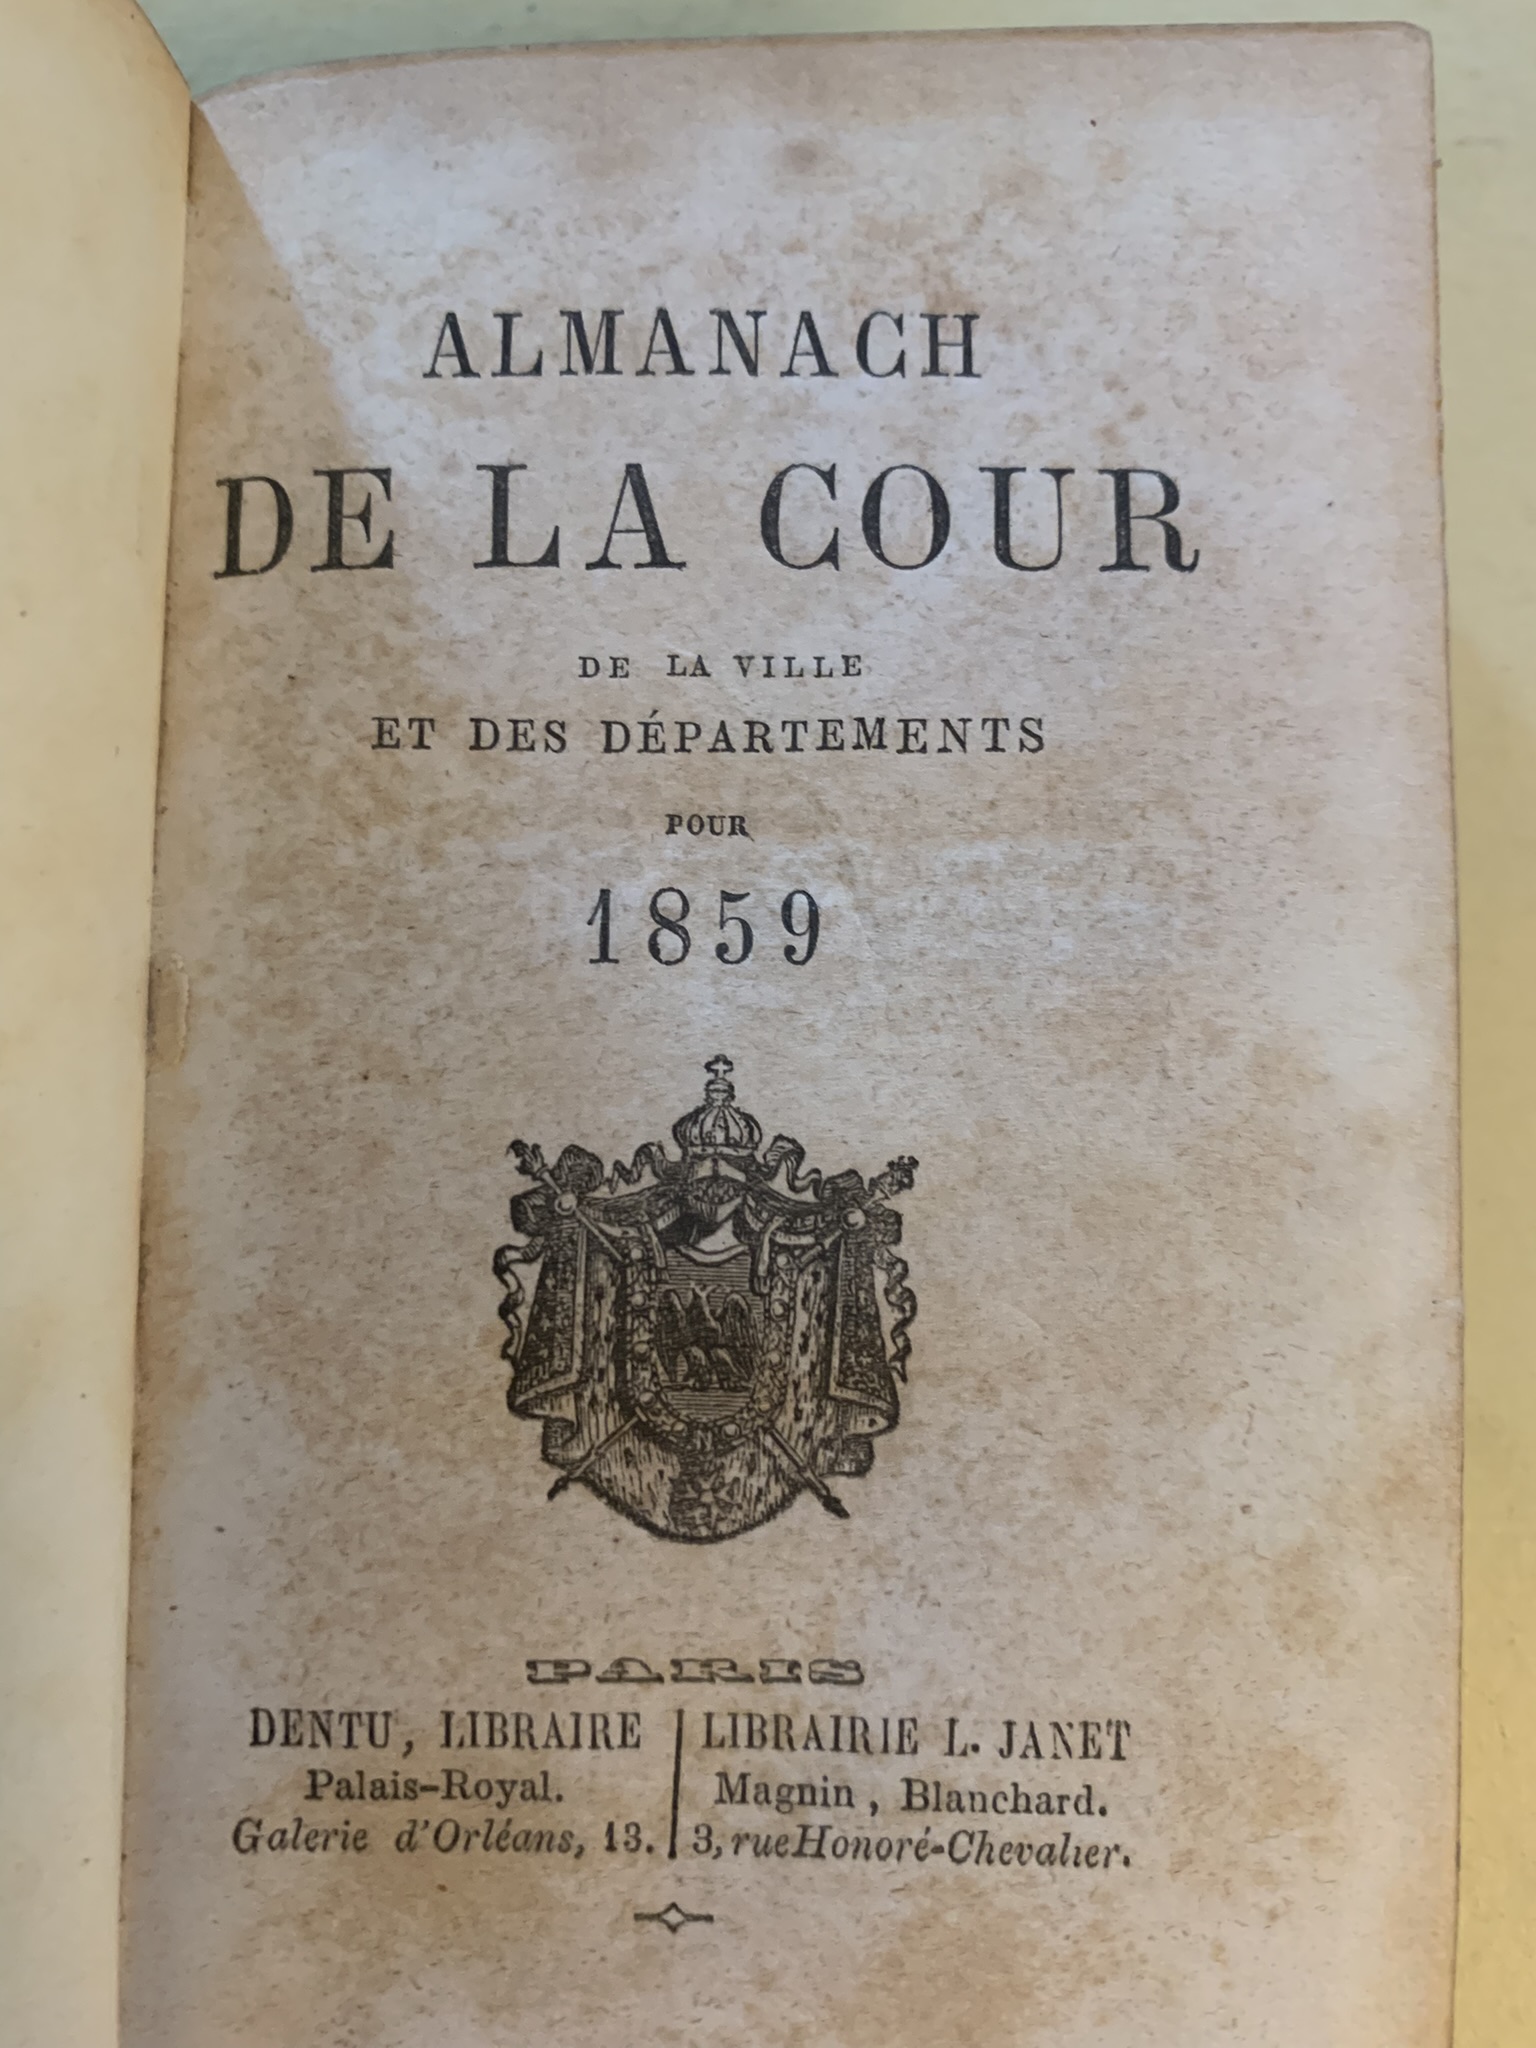 ALMANACH
DE LA COUR
DE LA VILLE
ET DES DÉPARTEMENTS
POUR
1859
PARIS
DENTU, LIBRAIRE
Palais-Royal.
Galerie d'Orléans, 13.
LIBRAIRIE L. JANET
Magnin, Blanchard.
3, rue Honoré-Chevalier.